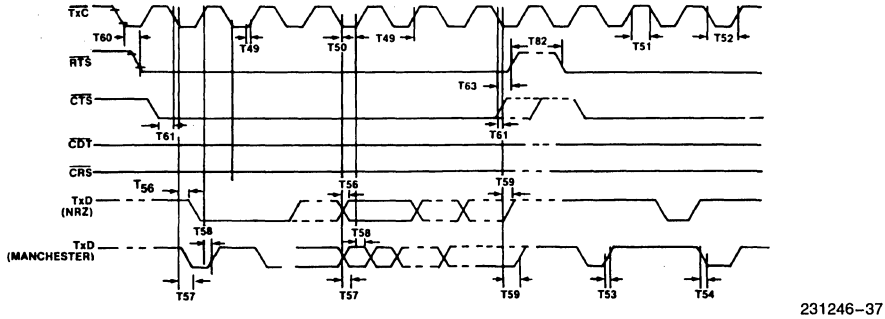 TxC
T60
T49
T50
T49
T51
T52
RTS
T82
T63
CTS
T61
T61
CDT
CRS
T56
T56
T59
TxD
(NRZ)
T58
T58
TxD
(MANCHESTER)
T57
T57
T59
T53
T54
231246–37